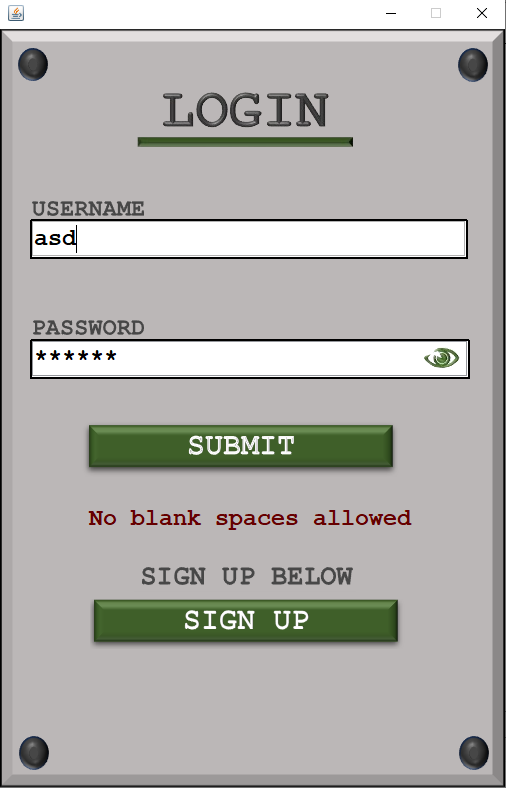 LOGIN
USERNAME
asd
PASSWORD
******
SUBMIT
No blank spaces allowed
SIGN UP BELOW
SIGN UP